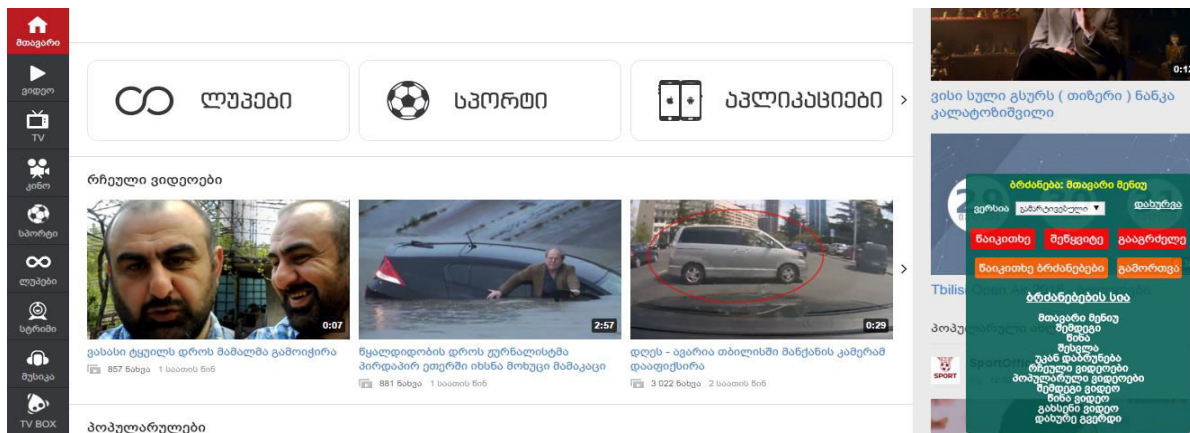 მთავარი
ვიდეო
TV
კინო
სპორტი
ლუპები
სტრიმი
მუსიკა
TV BOX
ლუპები
სპორტი
აპლიკაციები
რჩეული ვიდეოები
0:07
ვასასი ტყუილს დროს მამალმა გამოიჭირა
857 ნახვა 1 საათის წინ
2:57
წყალდიდობის დროს ჟურნალისტმა
პირდაპირ ეთერში იხსნა მოხუცი მამაკაცი
881 ნახვა 1 საათის წინ
0:29
დღეს - ავარია თბილისში მანქანის კამერამ
დააფიქსირა
3 022 ნახვა 2 საათის წინ
პოპულარულები
0:12
ვისი სული გსურს ( თიზერი ) ნანკა
კალატოზიშვილი
ბრძანება: მთავარი მენიუ
ვერსია გამარტივებული დახურვა
წაიკითხე შეწყვიტე გააგრძელე
წაიკითხე ბრძანებები გამორთვა
ბრძანებების სია
მთავარი მენიუ
შემდეგი
წინა
შესვლა
უკან დაბრუნება
რჩეული ვიდეოები
პოპულარული ვიდეოები
შემდეგი ვიდეო
წინა ვიდეო
გახსენი ვიდეო
დახურე გვერდი
SPORT